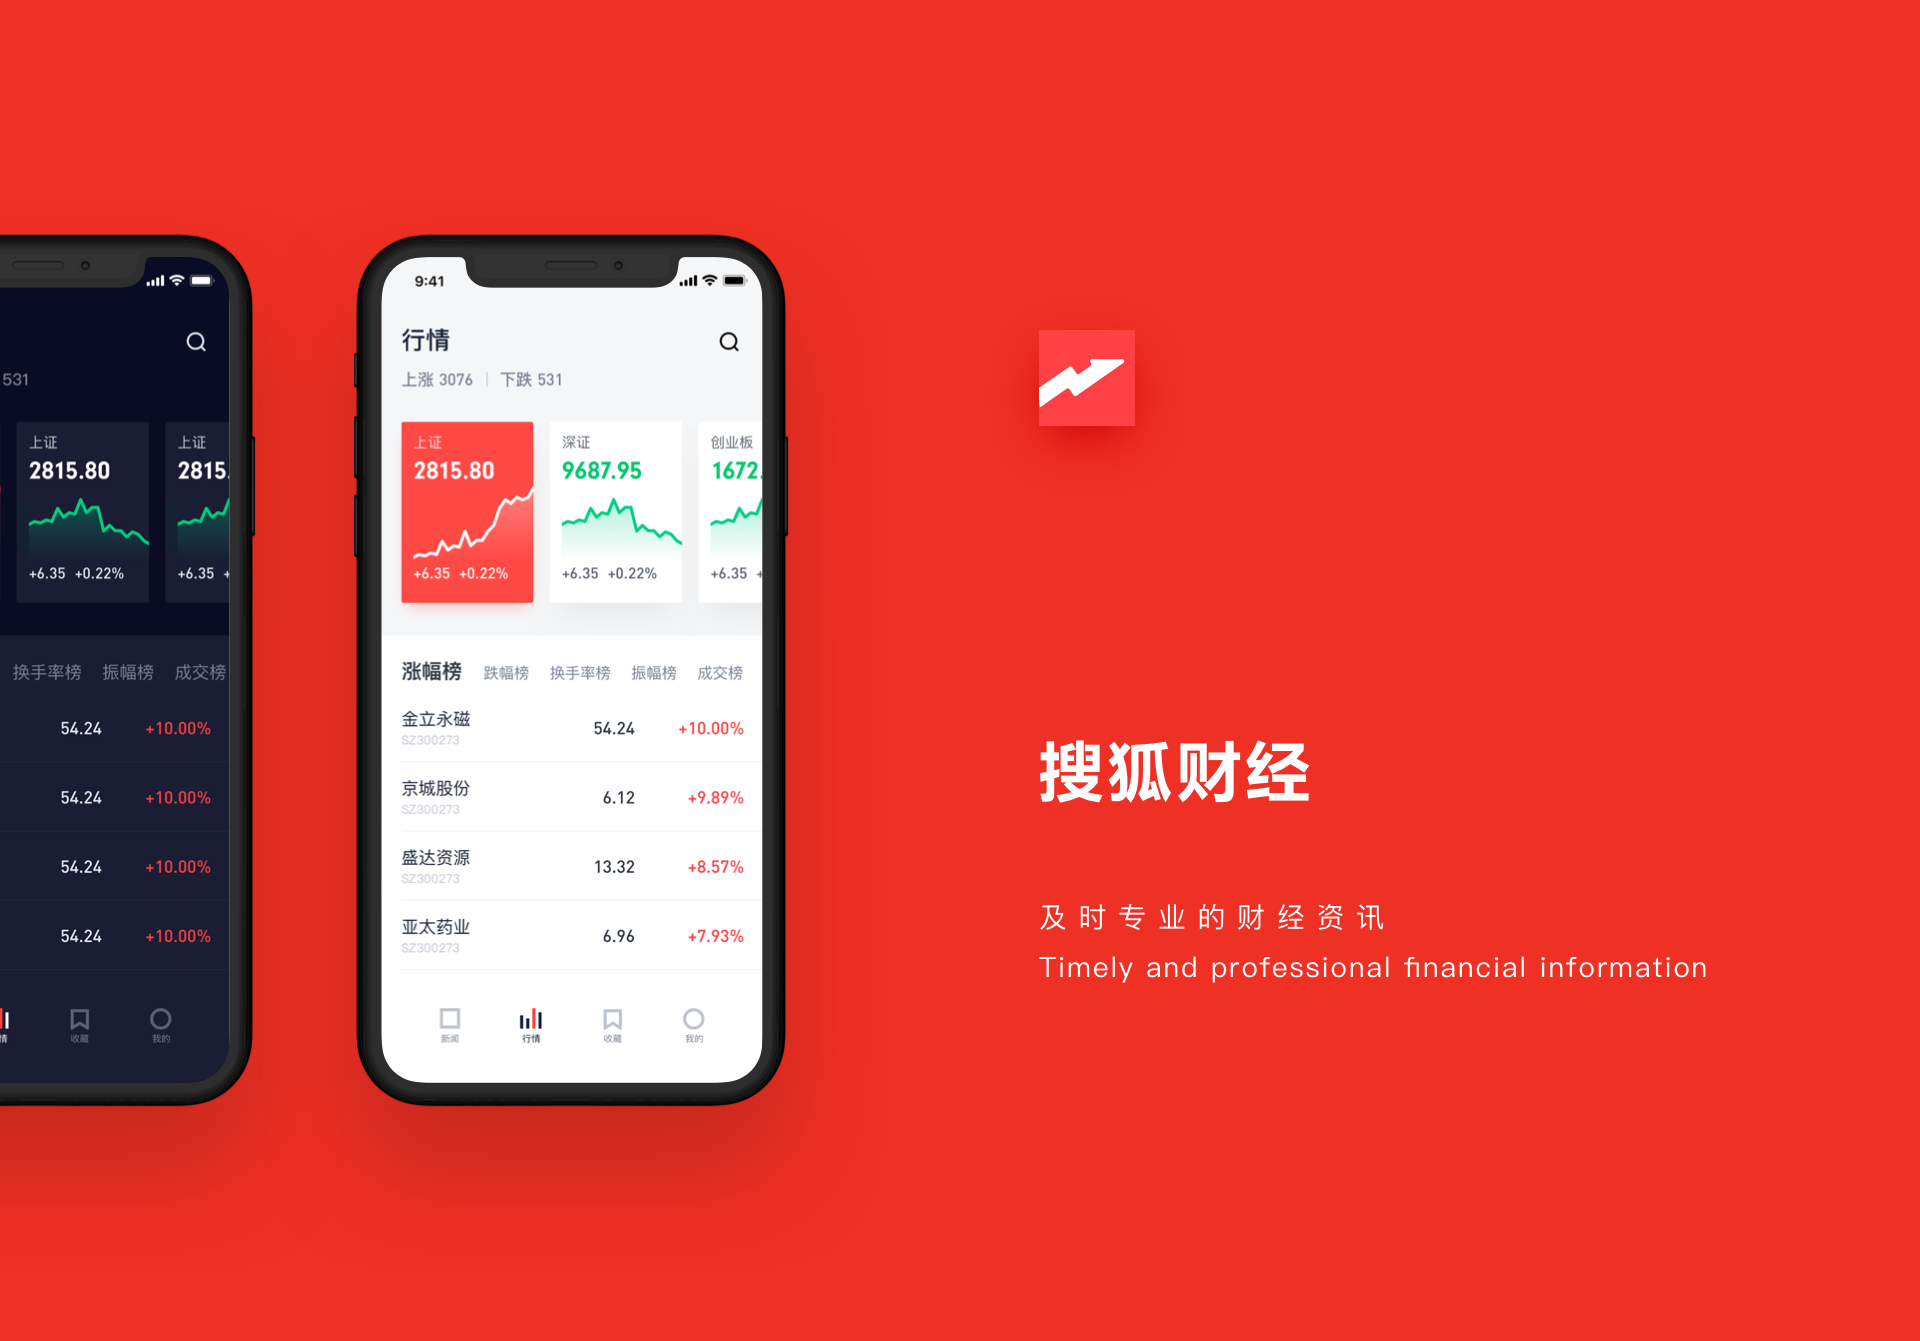 531
上证
2815.80
+6.35 +0.22%
上证
2815.
+6.35 +
换手率榜 振幅榜 成交榜
54.24 +10.00%
54.24 +10.00%
54.24 +10.00%
54.24 +10.00%
情 收藏 我的
9:41
行情
上涨 3076 | 下跌 531
上证
2815.80
+6.35 +0.22%
深证
9687.95
+6.35 +0.22%
创业板
1672.
+6.35 +
涨幅榜 跌幅榜 换手率榜 振幅榜 成交榜
金立永磁 54.24 +10.00%
SZ300273
京城股份 6.12 +9.89%
SZ300273
盛达资源 13.32 +8.57%
SZ300273
亚太药业 6.96 +7.93%
SZ300273
新闻 行情 收藏 我的
搜狐财经
及时专业的财经资讯
Timely and professional financial information